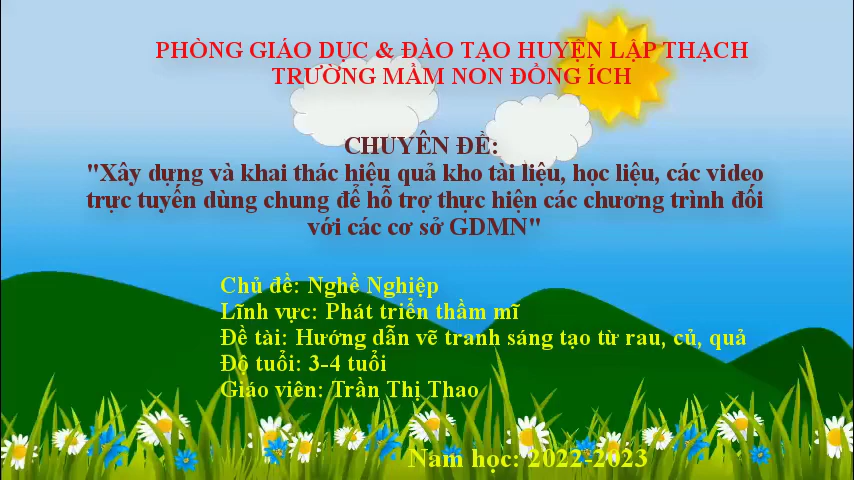 PHÒNG GIÁO DỤC & ĐÀO TẠO HUYỆN LẬP THẠCH
TRƯỜNG MẦM NON ĐỒNG ÍCH
CHUYÊN ĐỀ:
"Xây dựng và khai thác hiệu quả kho tài liệu, học liệu, các video
trực tuyến dùng chung để hỗ trợ thực hiện các chương trình đối
với các cơ sở GDMN"
Chủ đề: Nghề Nghiệp
Lĩnh vực: Phát triển thầm mĩ
Đề tài: Hướng dẫn vẽ tranh sáng tạo từ rau, củ, quả
Độ tuổi: 3-4 tuổi
Giáo viên: Trần Thị Thao
Năm học: 2022-2023